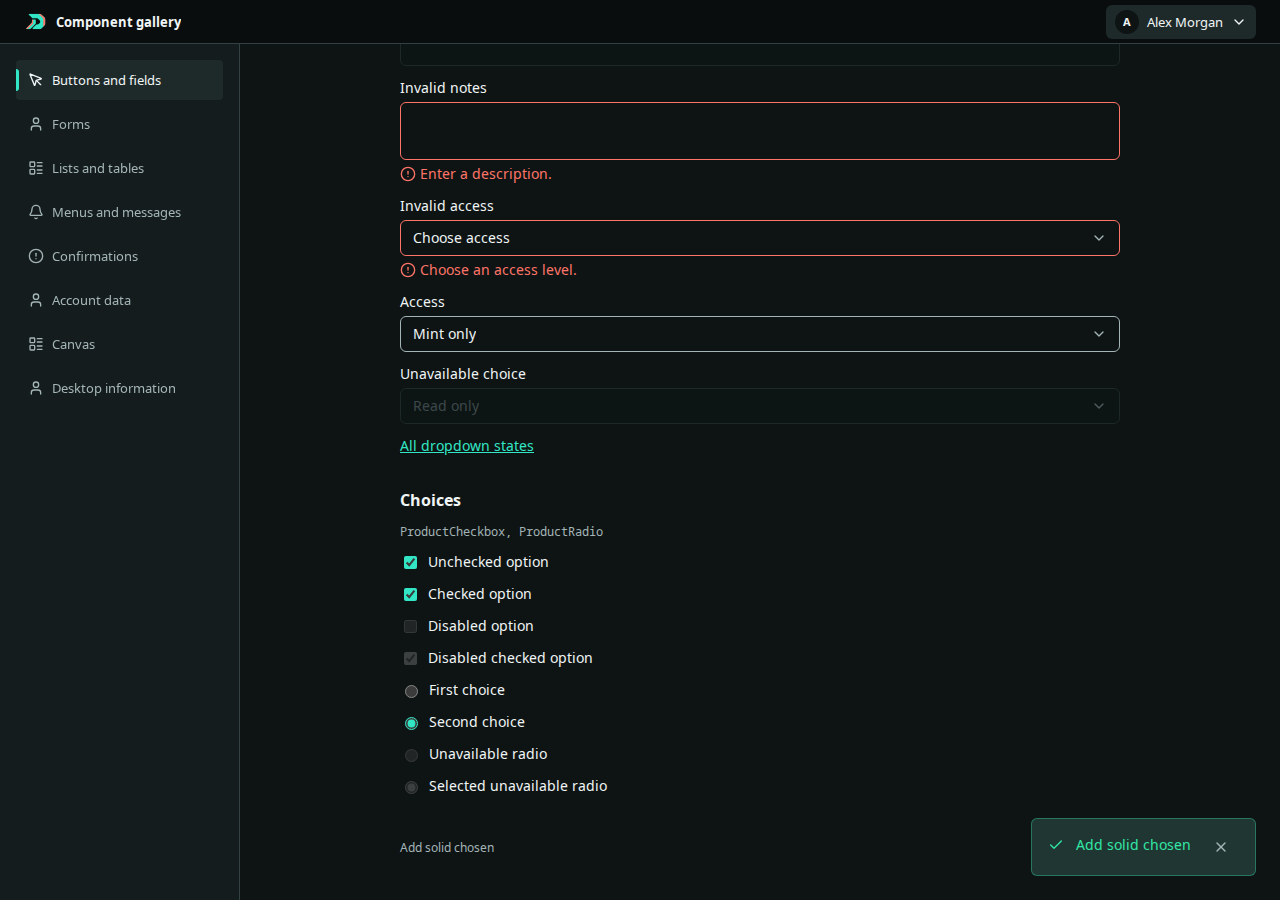 Component gallery
A
Alex Morgan
Buttons and fields
Forms
Lists and tables
Menus and messages
Confirmations
Account data
Canvas
Desktop information
Invalid notes
Enter a description.
Invalid access
Choose access
Choose an access level.
Access
Mint only
Unavailable choice
Read only
All dropdown states
Choices
ProductCheckbox, ProductRadio
Unchecked option
Checked option
Disabled option
Disabled checked option
First choice
Second choice
Unavailable radio
Selected unavailable radio
Add solid chosen
Add solid chosen